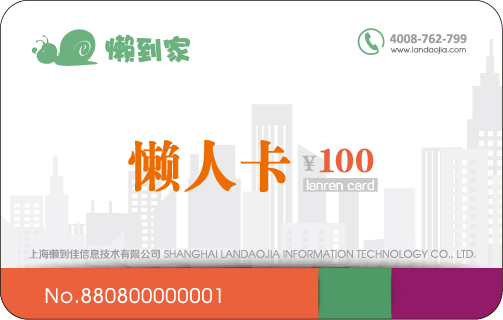 懒到家
4008-762-799
www.landaojia.com
懒人卡 ¥100
lanren card
上海懒到佳信息技术有限公司 SHANGHAI LANDAOJIA INFORMATION TECHNOLOGY CO., LTD.
No.880800000001